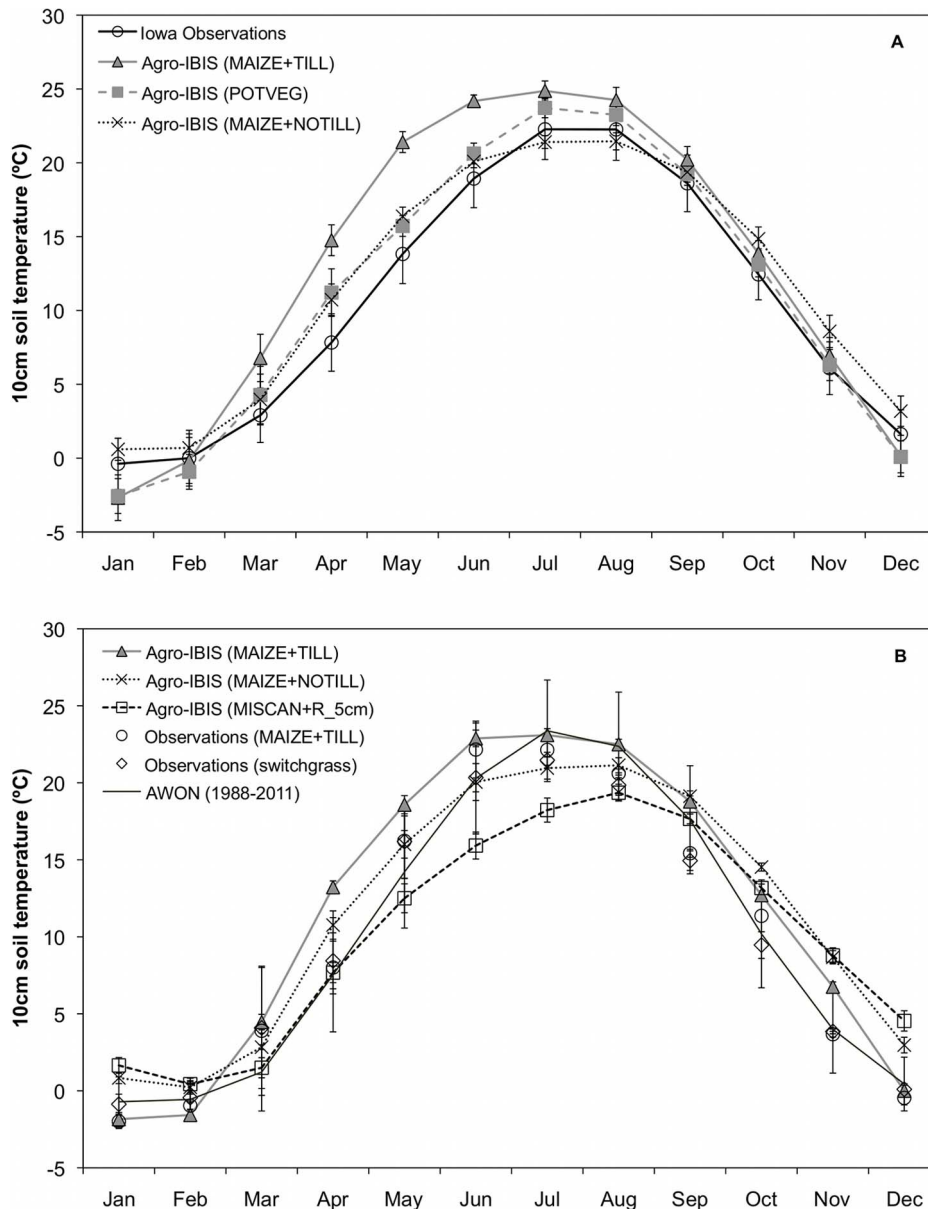 A
Iowa Observations
Agro-IBIS (MAIZE+TILL)
Agro-IBIS (POTVEG)
Agro-IBIS (MAIZE+NOTILL)
10cm soil temperature (ºC)
30
25
20
15
10
5
0
-5
Jan Feb Mar Apr May Jun Jul Aug Sep Oct Nov Dec
B
Agro-IBIS (MAIZE+TILL)
Agro-IBIS (MAIZE+NOTILL)
Agro-IBIS (MISCAN+R_5cm)
Observations (MAIZE+TILL)
Observations (switchgrass)
AWON (1988-2011)
10cm soil temperature (ºC)
30
25
20
15
10
5
0
-5
Jan Feb Mar Apr May Jun Jul Aug Sep Oct Nov Dec